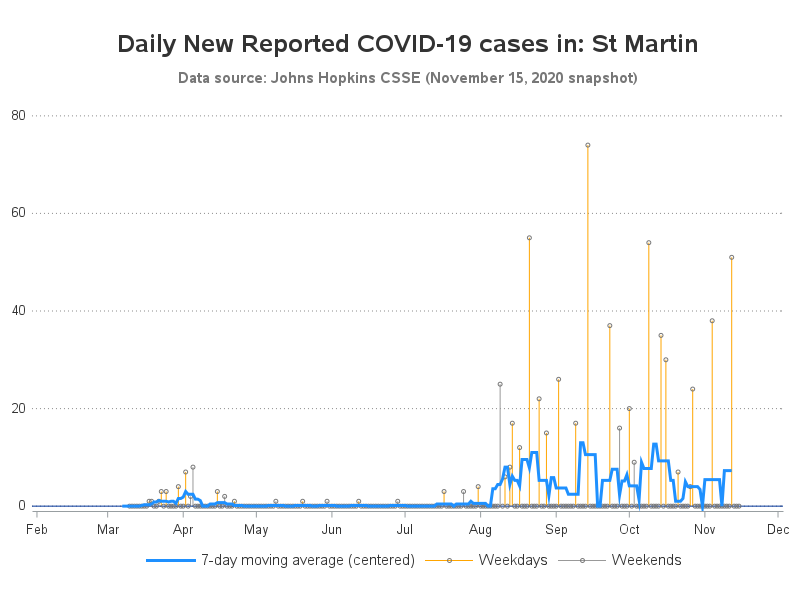 Daily New Reported COVID-19 cases in: St Martin
Data source: Johns Hopkins CSSE (November 15, 2020 snapshot)
80
60
40
20
0
Feb Mar Apr May Jun Jul Aug Sep Oct Nov Dec
7-day moving average (centered) Weekdays Weekends